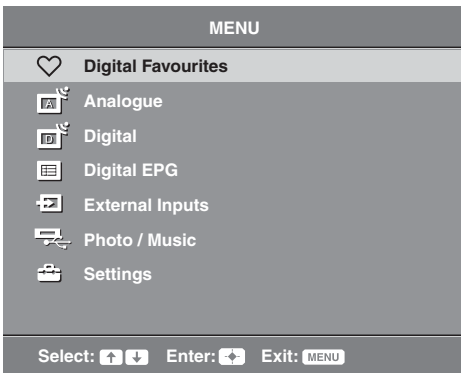 MENU
Digital Favourites
A Analogue
D Digital
Digital EPG
External Inputs
Photo / Music
Settings
Select: Enter: Exit: MENU